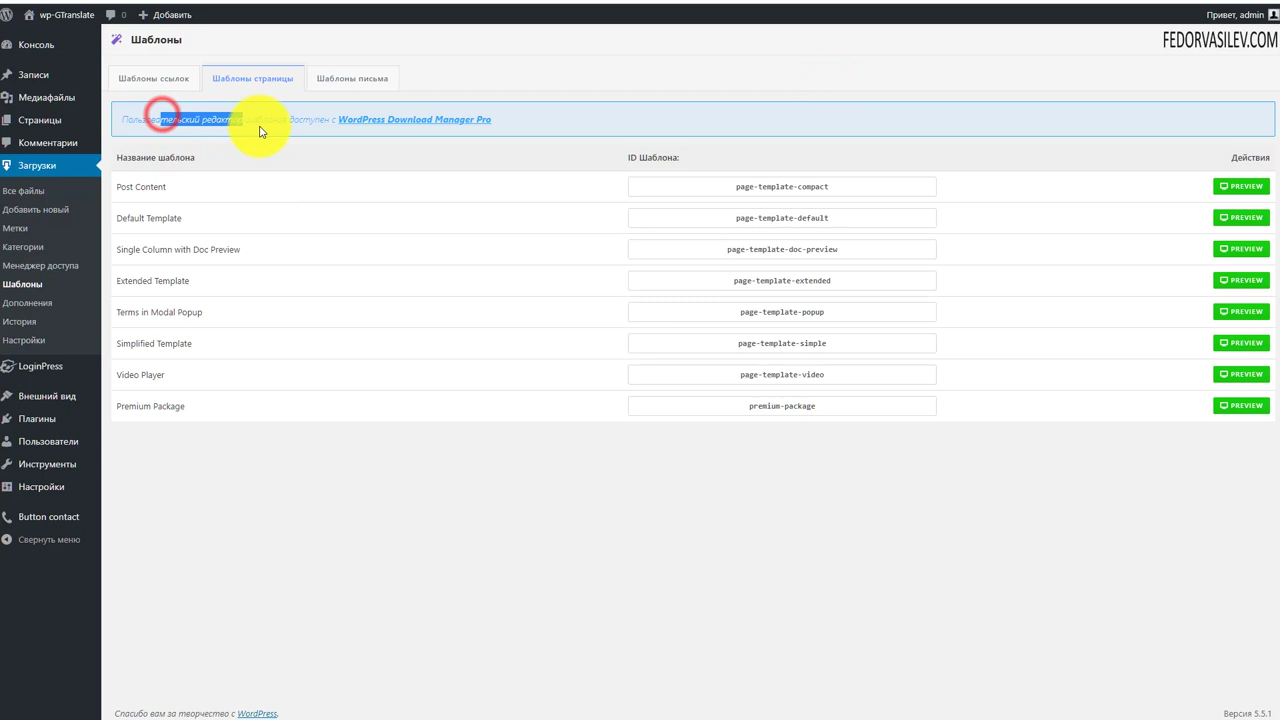 wp-GTranslate 0 Добавить Привет, admin
FEDORVASILEV.COM
Шаблоны
Шаблоны ссылок Шаблоны страницы Шаблоны письма
Пользовательский редактор шаблона доступен с WordPress Download Manager Pro
Название шаблона ID Шаблона: Действия
Post Content page-template-compact PREVIEW
Default Template page-template-default PREVIEW
Single Column with Doc Preview page-template-doc-preview PREVIEW
Extended Template page-template-extended PREVIEW
Terms in Modal Popup page-template-popup PREVIEW
Simplified Template page-template-simple PREVIEW
Video Player page-template-video PREVIEW
Premium Package premium-package PREVIEW
Консоль
Записи
Медиафайлы
Страницы
Комментарии
Загрузки
Все файлы
Добавить новый
Метки
Категории
Менеджер доступа
Шаблоны
Дополнения
История
Настройки
LoginPress
Внешний вид
Плагины
Пользователи
Инструменты
Настройки
Button contact
Свернуть меню
Спасибо вам за творчество с WordPress. Версия 5.5.1